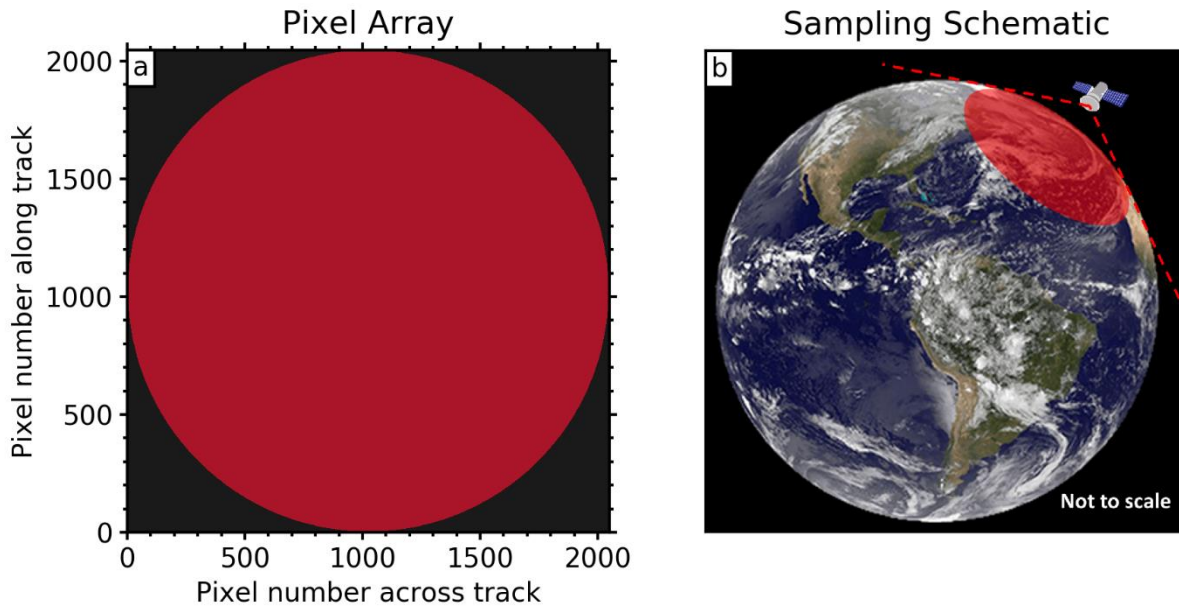 Pixel Array
a
Pixel number along track
2000
1500
1000
500
0
0 500 1000 1500 2000
Pixel number across track
Sampling Schematic
b
Not to scale